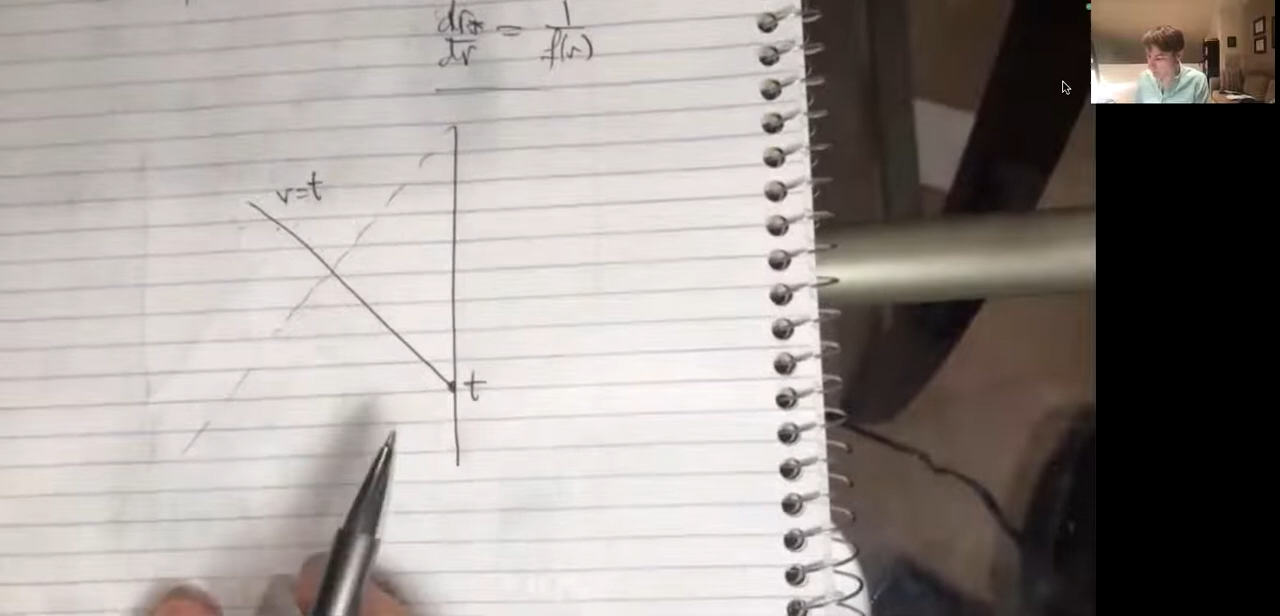 dr*/dr = 1/f(r)
v=t
t